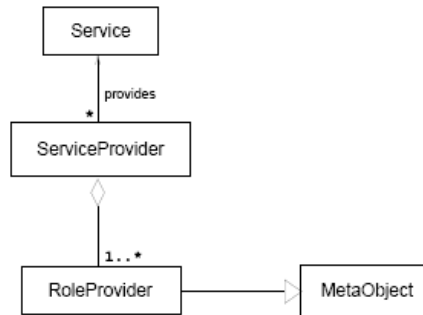 Service
provides
*
ServiceProvider
1..*
RoleProvider
MetaObject